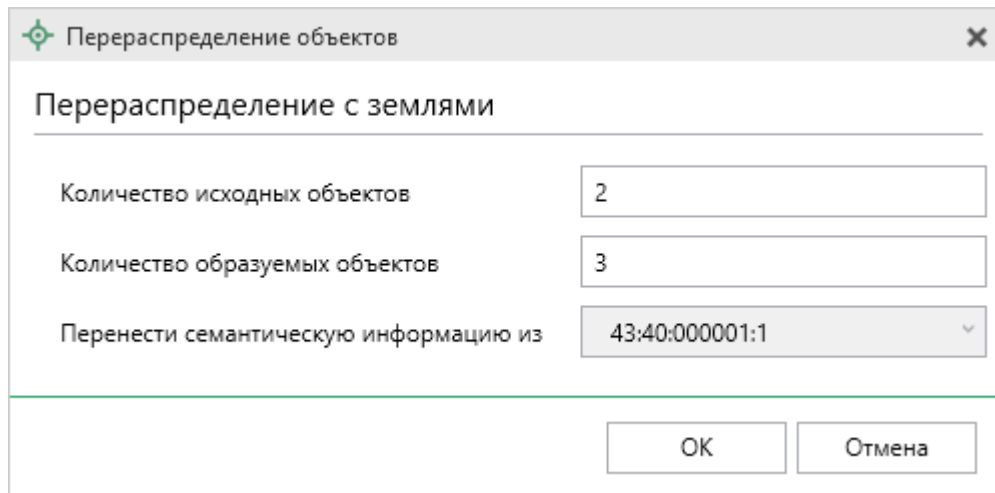 Перераспределение объектов
Перераспределение с землями
Количество исходных объектов
2
Количество образуемых объектов
3
Перенести семантическую информацию из
43:40:000001:1
ОК
Отмена